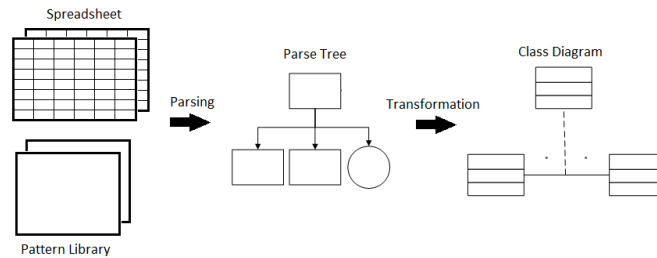 Spreadsheet
Parsing
Pattern Library
Parse Tree
Transformation
Class Diagram